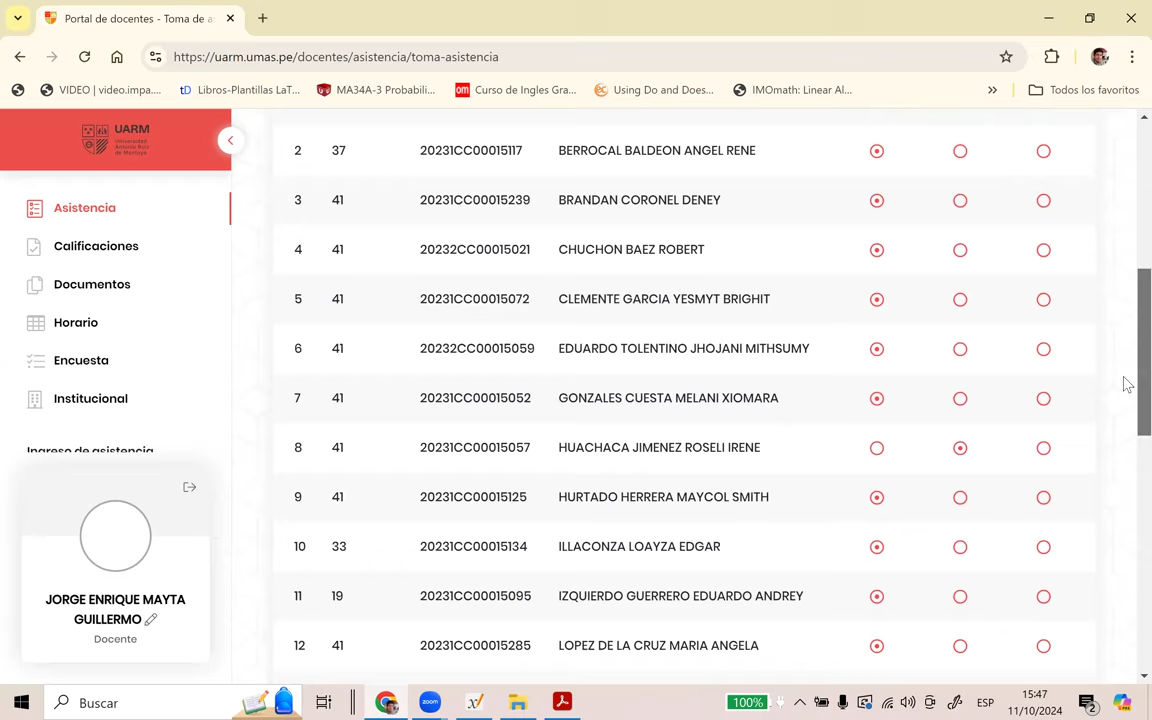 Portal de docentes - Toma de a
https://uarm.umas.pe/docentes/asistencia/toma-asistencia
VIDEO | video.impa....
Libros-Plantillas LaT...
MA34A-3 Probabili...
Curso de Ingles Gra...
Using Do and Does...
IMOmath: Linear Al...
Todos los favoritos
UARM
Universidad
Antonio Ruiz
de Montoya
Asistencia
Calificaciones
Documentos
Horario
Encuesta
Institucional
Ingreso de asistencia
JORGE ENRIQUE MAYTA
GUILLERMO
Docente
2 37 20231CC00015117 BERROCAL BALDEON ANGEL RENE
3 41 20231CC00015239 BRANDAN CORONEL DENEY
4 41 20232CC00015021 CHUCHON BAEZ ROBERT
5 41 20231CC00015072 CLEMENTE GARCIA YESMYT BRIGHIT
6 41 20232CC00015059 EDUARDO TOLENTINO JHOJANI MITHSUMY
7 41 20231CC00015052 GONZALES CUESTA MELANI XIOMARA
8 41 20231CC00015057 HUACHACA JIMENEZ ROSELI IRENE
9 41 20231CC00015125 HURTADO HERRERA MAYCOL SMITH
10 33 20231CC00015134 ILLACONZA LOAYZA EDGAR
11 19 20231CC00015095 IZQUIERDO GUERRERO EDUARDO ANDREY
12 41 20231CC00015285 LOPEZ DE LA CRUZ MARIA ANGELA
Buscar
zoom
100%
ESP
15:47
11/10/2024
2